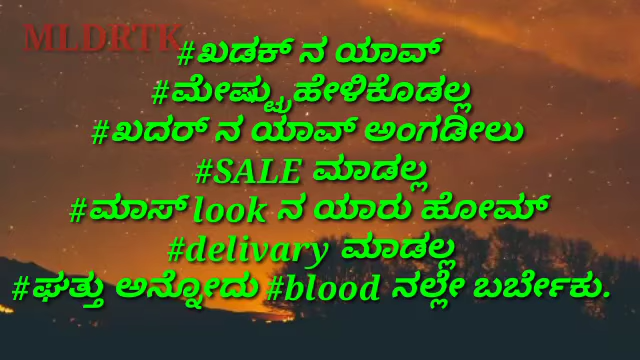 MLDRTK
#ಖಡಕ್ ನ ಯಾವ್
#ಮೇಷ್ಟ್ರುಹೇಳಿಕೊಡಲ್ಲ
#ಖದರ್ ನ ಯಾವ್ ಅಂಗಡೀಲು
#SALE ಮಾಡಲ್ಲ
#ಮಾಸ್ look ನ ಯಾರು ಹೋಮ್
#delivary ಮಾಡಲ್ಲ
#ಘತ್ತು ಅನ್ನೋದು #blood ನಲ್ಲೇ ಬರ್ಬೇಕು.